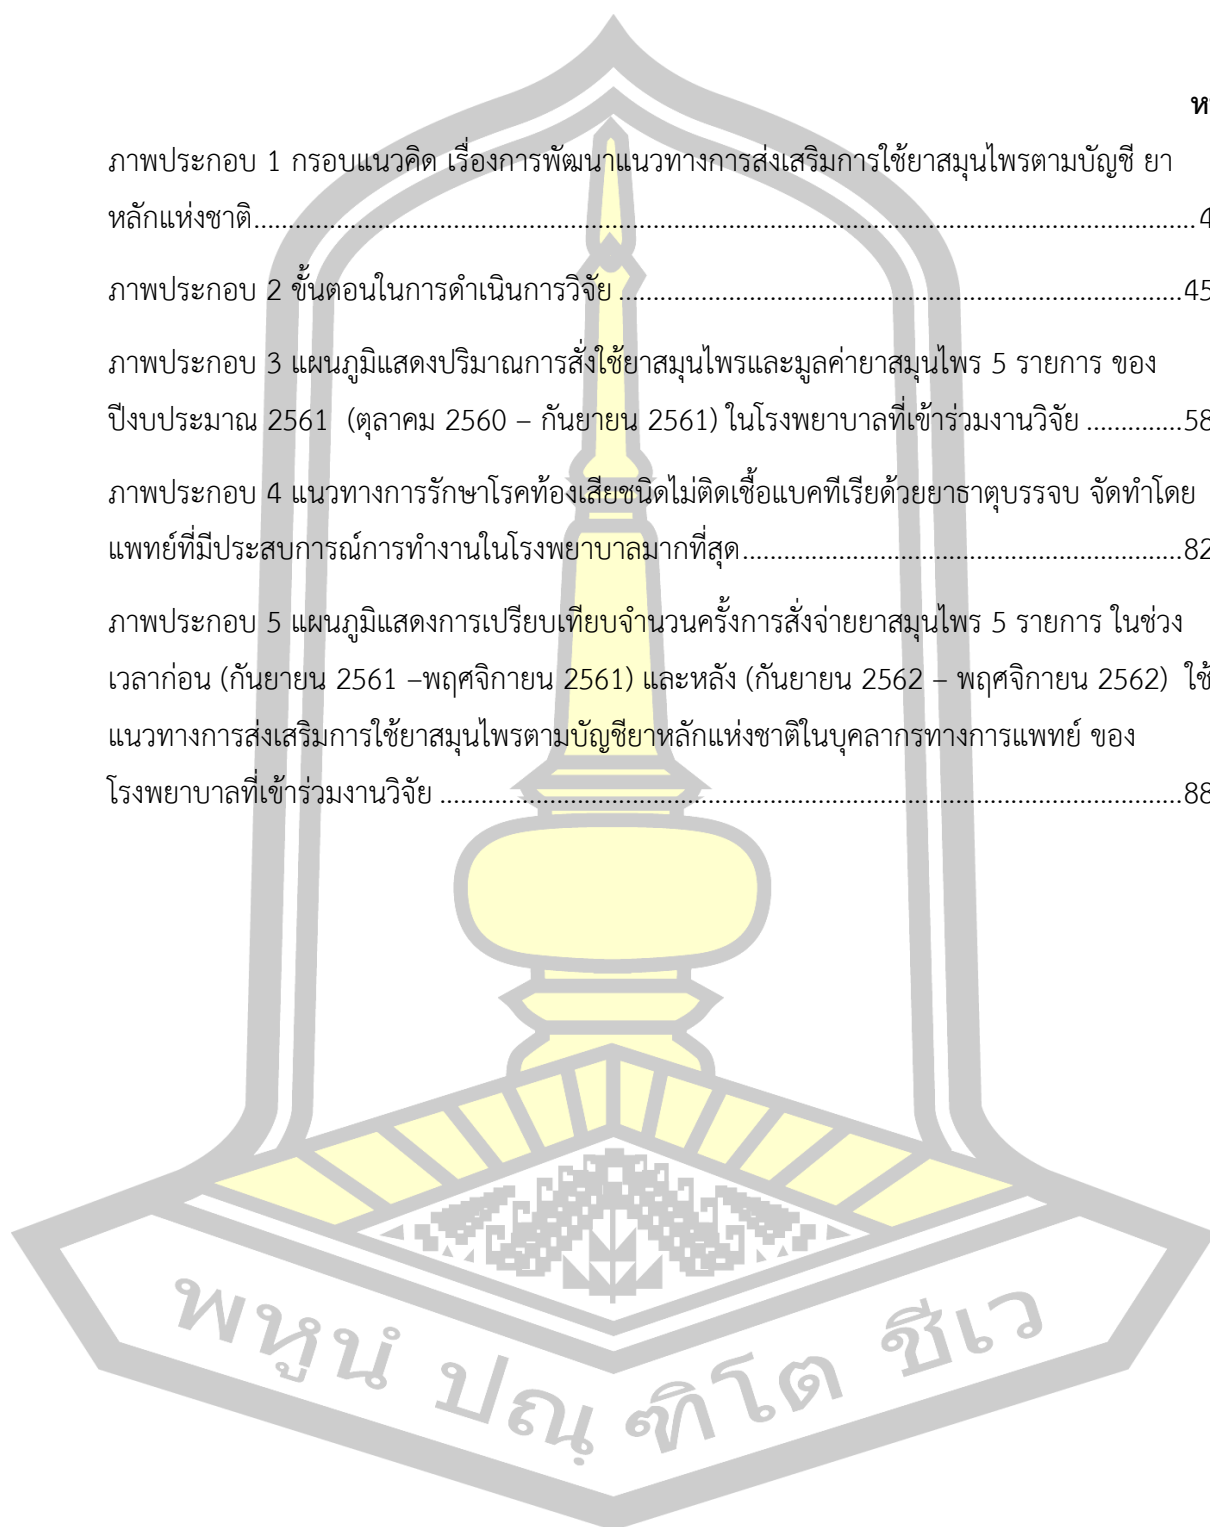 ภาพประกอบ 1 กรอบแนวคิด เรื่องการพัฒนาแนวทางการส่งเสริมการใช้ยาสมุนไพรตามบัญชี ยา
หลักแห่งชาติ........................................................................................................................4
ภาพประกอบ 2 ขั้นตอนในการดำเนินการวิจัย ........................................................................45
ภาพประกอบ 3 แผนภูมิแสดงปริมาณการสั่งใช้ยาสมุนไพรและมูลค่ายาสมุนไพร 5 รายการ ของ
ปีงบประมาณ 2561 (ตุลาคม 2560 – กันยายน 2561) ในโรงพยาบาลที่เข้าร่วมงานวิจัย ..............58
ภาพประกอบ 4 แนวทางการรักษาโรคท้องเสียชนิดไม่ติดเชื้อแบคทีเรียด้วยยาธาตุบรรจบ จัดทำโดย
แพทย์ที่มีประสบการณ์การทำงานในโรงพยาบาลมากที่สุด........................................................82
ภาพประกอบ 5 แผนภูมิแสดงการเปรียบเทียบจำนวนครั้งการสั่งจ่ายยาสมุนไพร 5 รายการ ในช่วง
เวลาก่อน (กันยายน 2561 –พฤศจิกายน 2561) และหลัง (กันยายน 2562 – พฤศจิกายน 2562) ใช้
แนวทางการส่งเสริมการใช้ยาสมุนไพรตามบัญชียาหลักแห่งชาติในบุคลากรทางการแพทย์ ของ
โรงพยาบาลที่เข้าร่วมงานวิจัย ...............................................................................................88
พหูนํ ปณฺ ฑิโต ชีเว